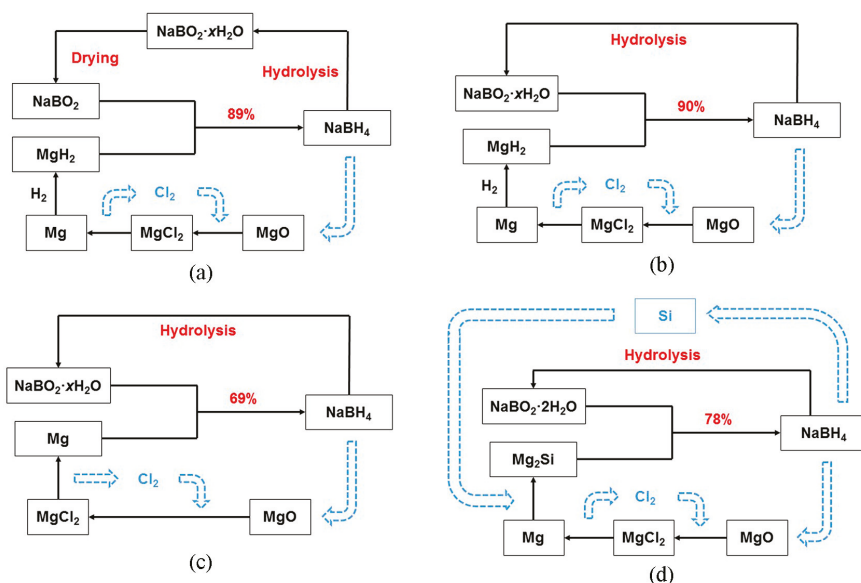 NaBO₂·xH₂O
Drying
Hydrolysis
NaBO₂
89%
NaBH₄
MgH₂
H₂
Cl₂
Mg
MgCl₂
MgO
(a)
Hydrolysis
NaBO₂·xH₂O
90%
NaBH₄
MgH₂
H₂
Cl₂
Mg
MgCl₂
MgO
(b)
Hydrolysis
NaBO₂·xH₂O
69%
NaBH₄
Mg
Cl₂
MgCl₂
MgO
(c)
Si
Hydrolysis
NaBO₂·2H₂O
78%
NaBH₄
Mg₂Si
Cl₂
Mg
MgCl₂
MgO
(d)